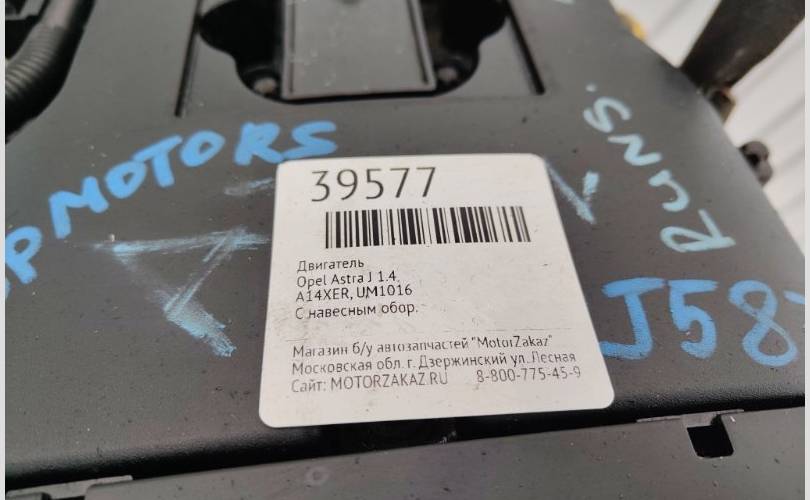 MOTORS
RUNS.
39577
Двигатель
Opel Astra J 1.4,
A14XER, UM1016
С навесным обор.
J58
Магазин б/у автозапчастей "MotorZakaz"
Московская обл. г. Дзержинский ул. Лесная
Сайт: MOTORZAKAZ.RU 8-800-775-45-9